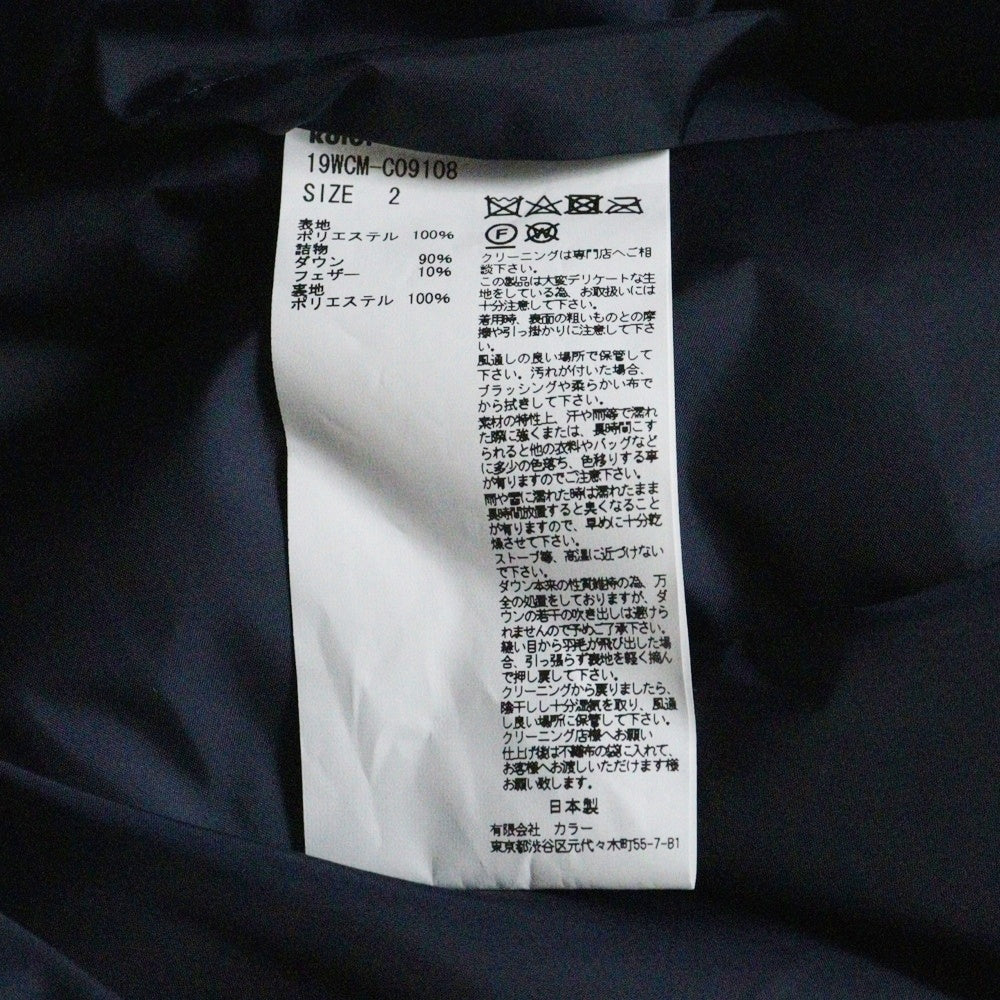 kolor
19WCM-C09108
SIZE 2
表地
ポリエステル 100%
詰物
ダウン 90%
フェザー 10%
裏地
ポリエステル 100%
F
W
クリーニングは専門店へご相
談下さい。
この製品は大変デリケートな生
地をしている為、お取扱いには
十分注意して下さい。
着用時、表面の粗いものとの摩
擦や引っ掛かりに注意して下さ
い。
風通しの良い場所で保管して
下さい。汚れが付いた場合、
ブラッシングや柔らかい布で
から拭きして下さい。
素材の特性上、汗や雨等で濡れ
た際に強くまたは、長時間こす
られると他の衣料やバッグなど
に多少の色落ち、色移りする事
が有りますのでご注意下さい。
雨や雪に濡れた時は濡れたまま
長時間放置すると臭くなること
が有りますので、早めに十分乾
燥させて下さい。
ストーブ等、高温に近づけない
で下さい。
ダウン本来の性質維持の為、万
全の処置をしておりますが、ダ
ウンの若干の吹き出しは避けら
れませんので予めご了承下さい。
縫い目から羽毛が飛び出した場
合、引っ張らず表地を軽く摘ん
で押し戻して下さい。
クリーニングから戻りましたら、
陰干しし十分湿気を取り、風通
し良い場所に保管して下さい。
クリーニング店様へお願い
仕上げ後は不織布の袋に入れて、
お客様へお渡しいただけます様
お願い致します。
日本製
有限会社 カラー
東京都渋谷区元代々木町55-7-B1